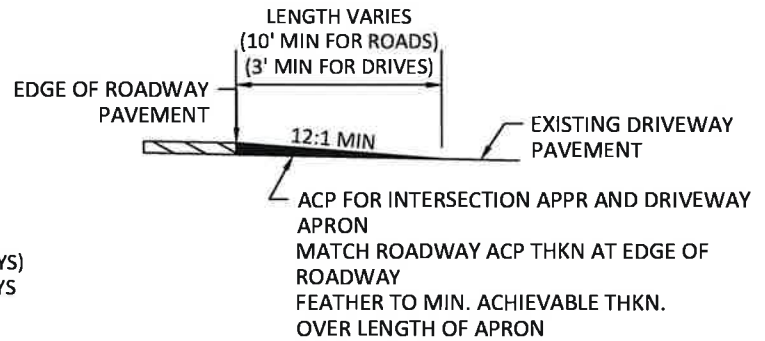 LENGTH VARIES
(10' MIN FOR ROADS)
(3' MIN FOR DRIVES)
EDGE OF ROADWAY
PAVEMENT
12:1 MIN
EXISTING DRIVEWAY
PAVEMENT
ACP FOR INTERSECTION APPR AND DRIVEWAY
APRON
MATCH ROADWAY ACP THKN AT EDGE OF
ROADWAY
FEATHER TO MIN. ACHIEVABLE THKN.
OVER LENGTH OF APRON
YS)
YS